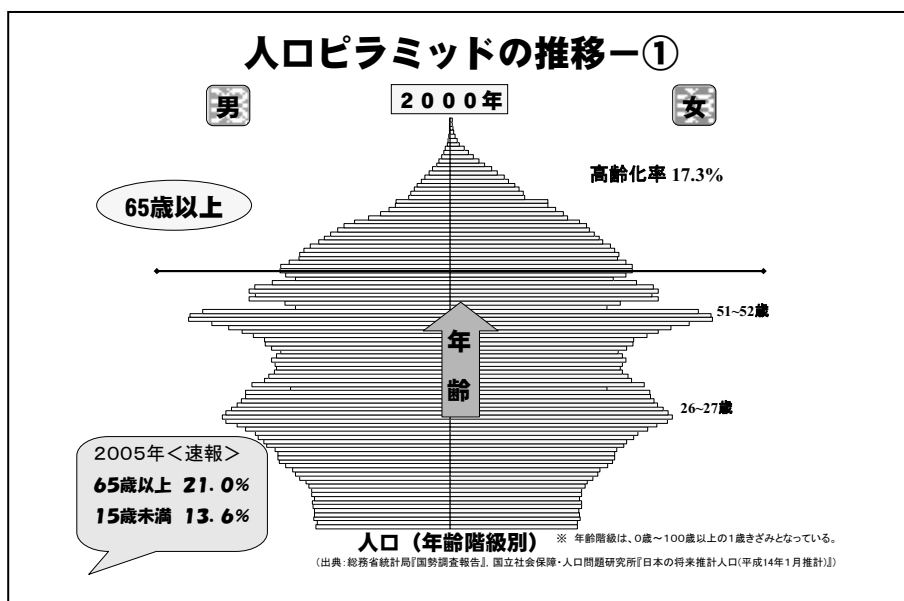 人口ピラミッドの推移ー①
男
２０００年
女
高齢化率 17.3%
65歳以上
51~52歳
年
齢
26~27歳
２００５年＜速報＞
65歳以上 21.0%
15歳未満 13.6%
人口（年齢階級別）
※ 年齢階級は、０歳～１００歳以上の１歳きざみとなっている。
（出典：総務省統計局『国勢調査報告』，国立社会保障・人口問題研究所『日本の将来推計人口(平成14年１月推計)』）